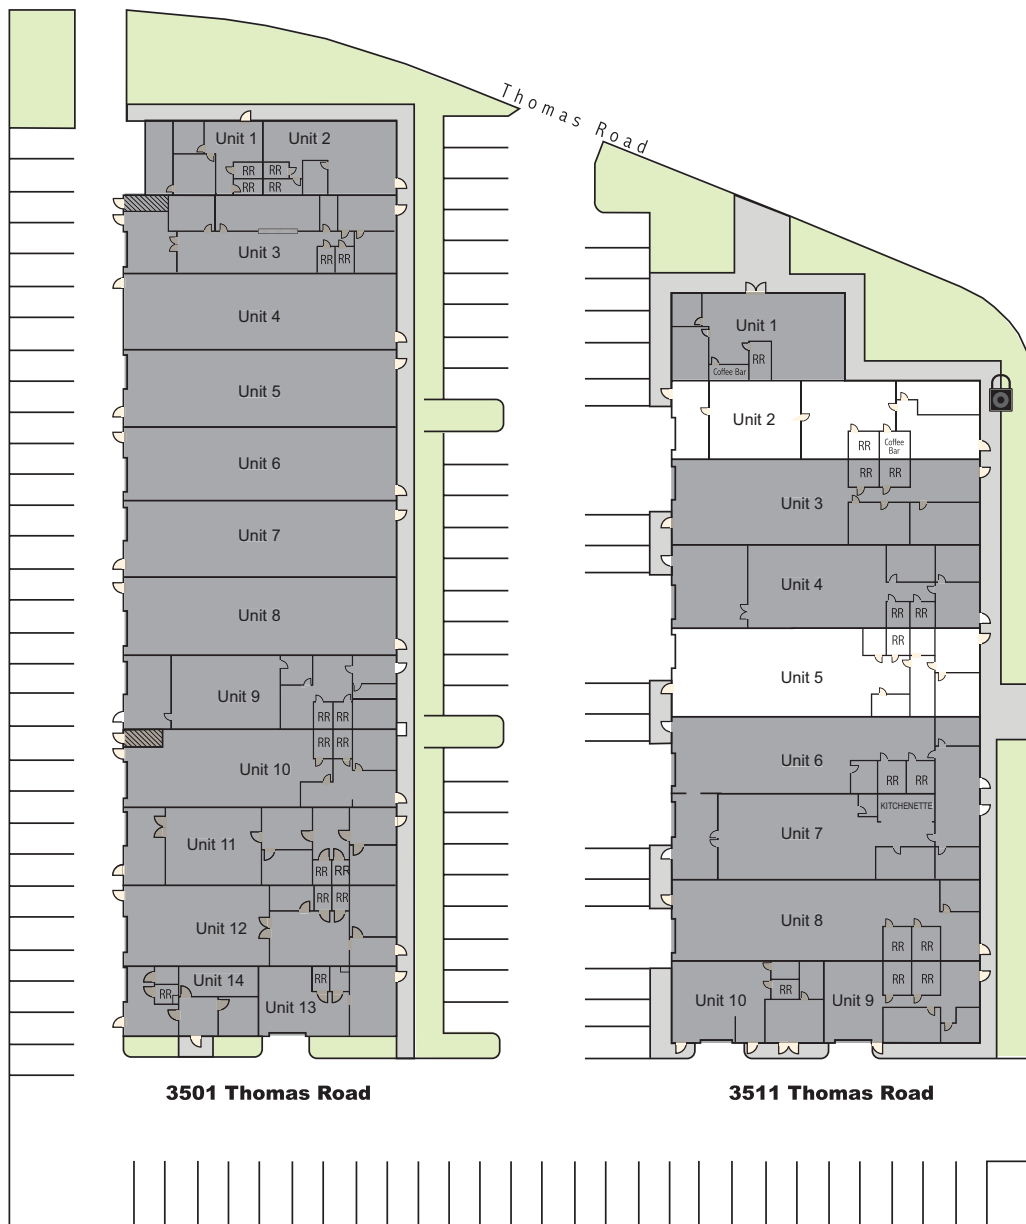 Thomas Road
Unit 1
Unit 2
RR
RR
RR
RR
Unit 3
RR
RR
Unit 4
Unit 5
Unit 6
Unit 7
Unit 8
Unit 9
RR
RR
RR
RR
Unit 10
Unit 11
RR
RR
RR
RR
Unit 12
Unit 14
RR
RR
Unit 13
3501 Thomas Road
Unit 1
RR
Coffee Bar
Unit 2
RR
Coffee
Bar
RR
RR
Unit 3
Unit 4
RR
RR
RR
Unit 5
Unit 6
RR
RR
KITCHENETTE
Unit 7
Unit 8
RR
RR
RR
RR
Unit 10
RR
Unit 9
3511 Thomas Road